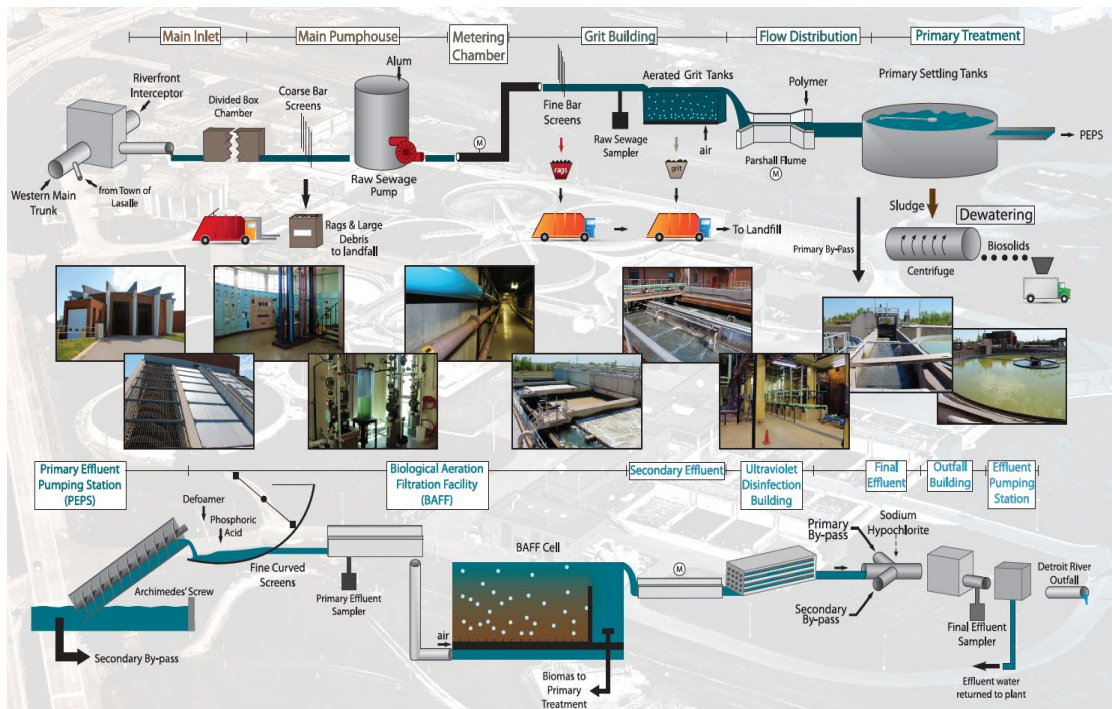 Main Inlet
Main Pumphouse
Metering
Chamber
Grit Building
Flow Distribution
Primary Treatment
Riverfront
Interceptor
Divided Box
Chamber
Coarse Bar
Screens
Alum
Raw Sewage
Pump
M
Fine Bar
Screens
Raw Sewage
Sampler
Aerated Grit Tanks
air
Polymer
Parshall Flume
M
Primary Settling Tanks
PEPS
Western Main
Trunk
from Town of
Lasalle
Rags & Large
Debris
to landfall
rags
grit
To Landfill
Primary By-Pass
Sludge
Dewatering
Centrifuge
Biosolids
Primary Effluent
Pumping Station
(PEPS)
Biological Aeration
Filtration Facility
(BAFF)
Secondary Effluent
Ultraviolet
Disinfection
Building
Final
Effluent
Outfall
Building
Effluent
Pumping
Station
Defoamer
Phosphoric
Acid
Fine Curved
Screens
Archimedes' Screw
Secondary By-pass
Primary Effluent
Sampler
BAFF Cell
air
Biomas to
Primary
Treatment
M
Primary
By-pass
Sodium
Hypochlorite
Secondary
By-pass
Final Effluent
Sampler
Detroit River
Outfall
Effluent water
returned to plant